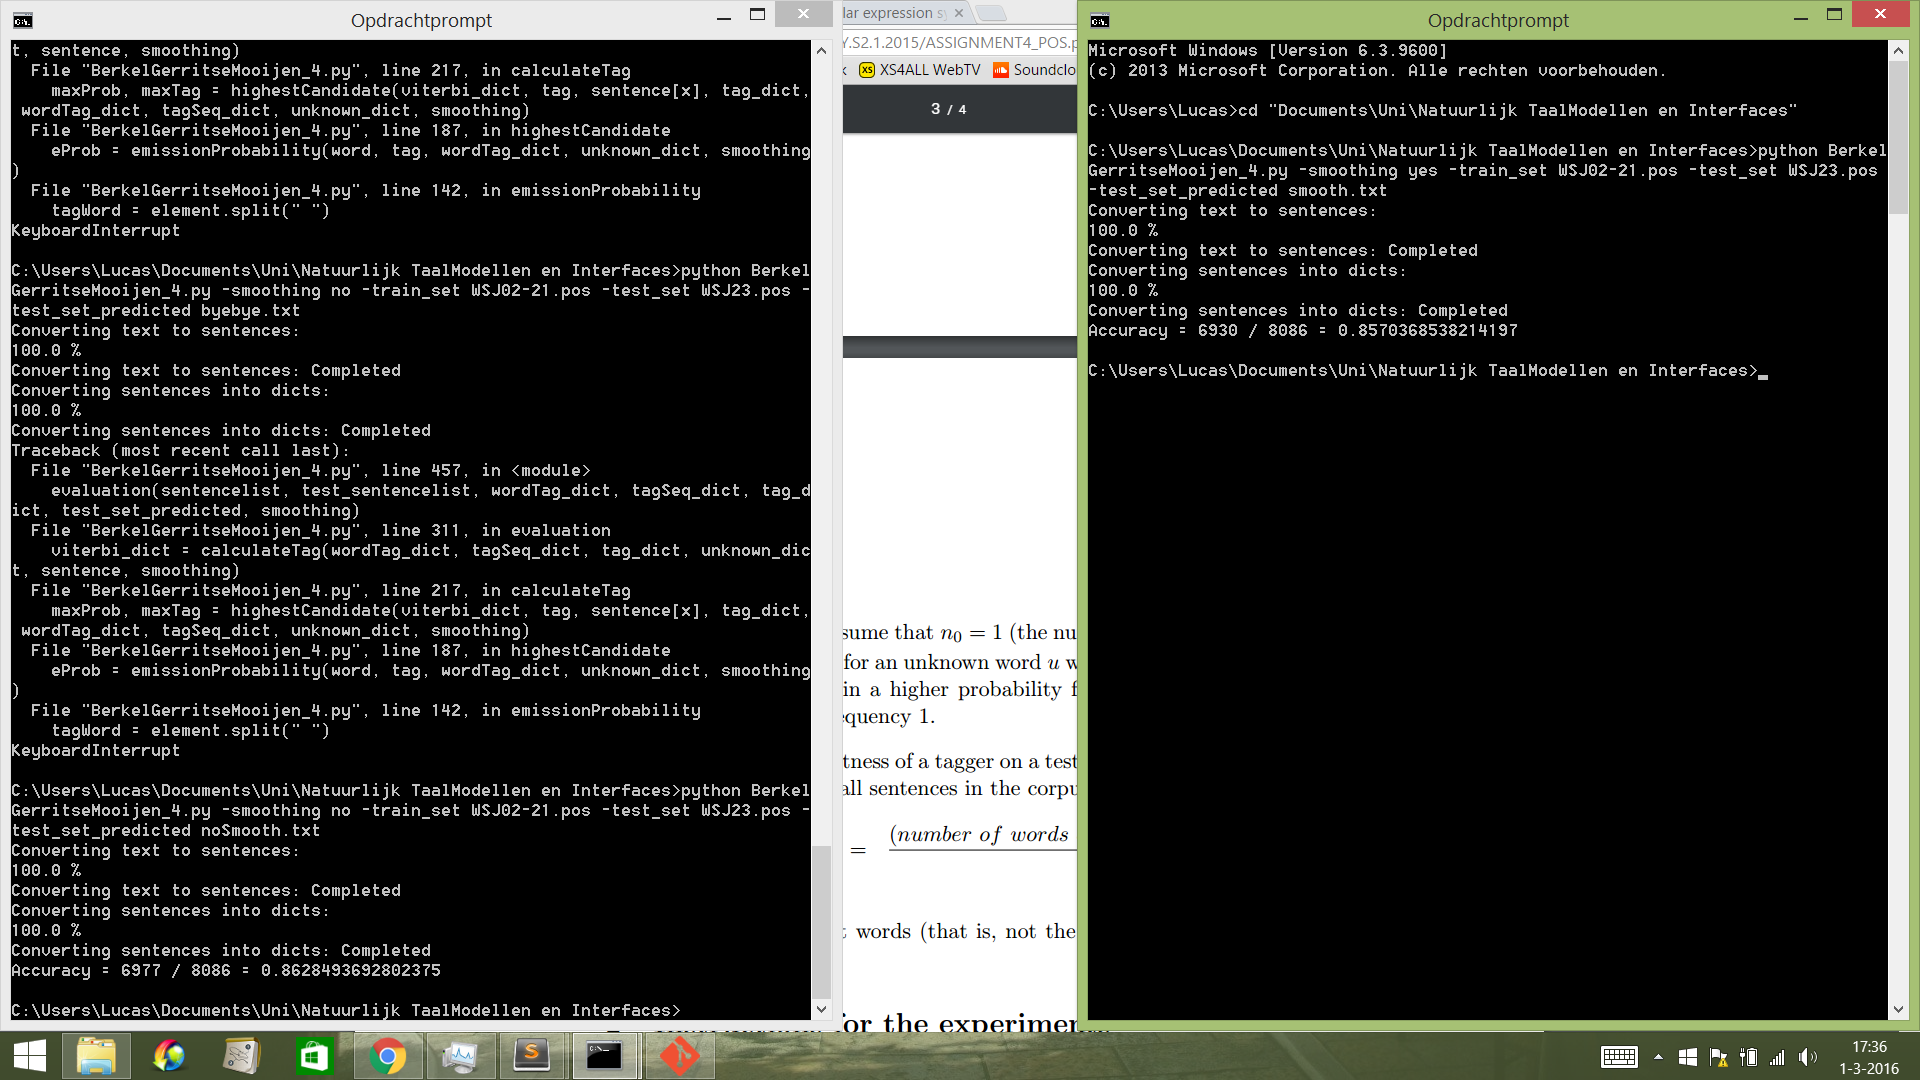 Opdrachtprompt
t, sentence, smoothing)
File "BerkelGerritseMooijen_4.py", line 217, in calculateTag
maxProb, maxTag = highestCandidate(viterbi_dict, tag, sentence[x], tag_dict,
wordTag_dict, tagSeq_dict, unknown_dict, smoothing)
File "BerkelGerritseMooijen_4.py", line 187, in highestCandidate
eProb = emissionProbability(word, tag, wordTag_dict, unknown_dict, smoothing
)
File "BerkelGerritseMooijen_4.py", line 142, in emissionProbability
tagWord = element.split(" ")
KeyboardInterrupt
C:\Users\Lucas\Documents\Uni\Natuurlijk TaalModellen en Interfaces>python Berkel
GerritseMooijen_4.py -smoothing no -train_set WSJ02-21.pos -test_set WSJ23.pos -
test_set_predicted byebye.txt
Converting text to sentences:
100.0 %
Converting text to sentences: Completed
Converting sentences into dicts:
100.0 %
Converting sentences into dicts: Completed
Traceback (most recent call last):
File "BerkelGerritseMooijen_4.py", line 457, in <module>
evaluation(sentencelist, test_sentencelist, wordTag_dict, tagSeq_dict, tag_d
ict, test_set_predicted, smoothing)
File "BerkelGerritseMooijen_4.py", line 311, in evaluation
viterbi_dict = calculateTag(wordTag_dict, tagSeq_dict, tag_dict, unknown_dic
t, sentence, smoothing)
File "BerkelGerritseMooijen_4.py", line 217, in calculateTag
maxProb, maxTag = highestCandidate(viterbi_dict, tag, sentence[x], tag_dict,
wordTag_dict, tagSeq_dict, unknown_dict, smoothing)
File "BerkelGerritseMooijen_4.py", line 187, in highestCandidate
eProb = emissionProbability(word, tag, wordTag_dict, unknown_dict, smoothing
)
File "BerkelGerritseMooijen_4.py", line 142, in emissionProbability
tagWord = element.split(" ")
KeyboardInterrupt
C:\Users\Lucas\Documents\Uni\Natuurlijk TaalModellen en Interfaces>python Berkel
GerritseMooijen_4.py -smoothing no -train_set WSJ02-21.pos -test_set WSJ23.pos -
test_set_predicted noSmooth.txt
Converting text to sentences:
100.0 %
Converting text to sentences: Completed
Converting sentences into dicts:
100.0 %
Converting sentences into dicts: Completed
Accuracy = 6977 / 8086 = 0.8628493692802375
C:\Users\Lucas\Documents\Uni\Natuurlijk TaalModellen en Interfaces>
lar expression sy
Y.S2.1.2015/ASSIGNMENT4_POS.p
XS XS4ALL WebTV Soundclo
3 / 4
sume that n0 = 1 (the nu
for an unknown word u w
in a higher probability f
equency 1.
tness of a tagger on a test
all sentences in the corpu
= (number of words
t words (that is, not the
for the experiment
Opdrachtprompt
Microsoft Windows [Version 6.3.9600]
(c) 2013 Microsoft Corporation. Alle rechten voorbehouden.
C:\Users\Lucas>cd "Documents\Uni\Natuurlijk TaalModellen en Interfaces"
C:\Users\Lucas\Documents\Uni\Natuurlijk TaalModellen en Interfaces>python Berkel
GerritseMooijen_4.py -smoothing yes -train_set WSJ02-21.pos -test_set WSJ23.pos
-test_set_predicted smooth.txt
Converting text to sentences:
100.0 %
Converting text to sentences: Completed
Converting sentences into dicts:
100.0 %
Converting sentences into dicts: Completed
Accuracy = 6930 / 8086 = 0.8570368538214197
C:\Users\Lucas\Documents\Uni\Natuurlijk TaalModellen en Interfaces>_
17:36
1-3-2016